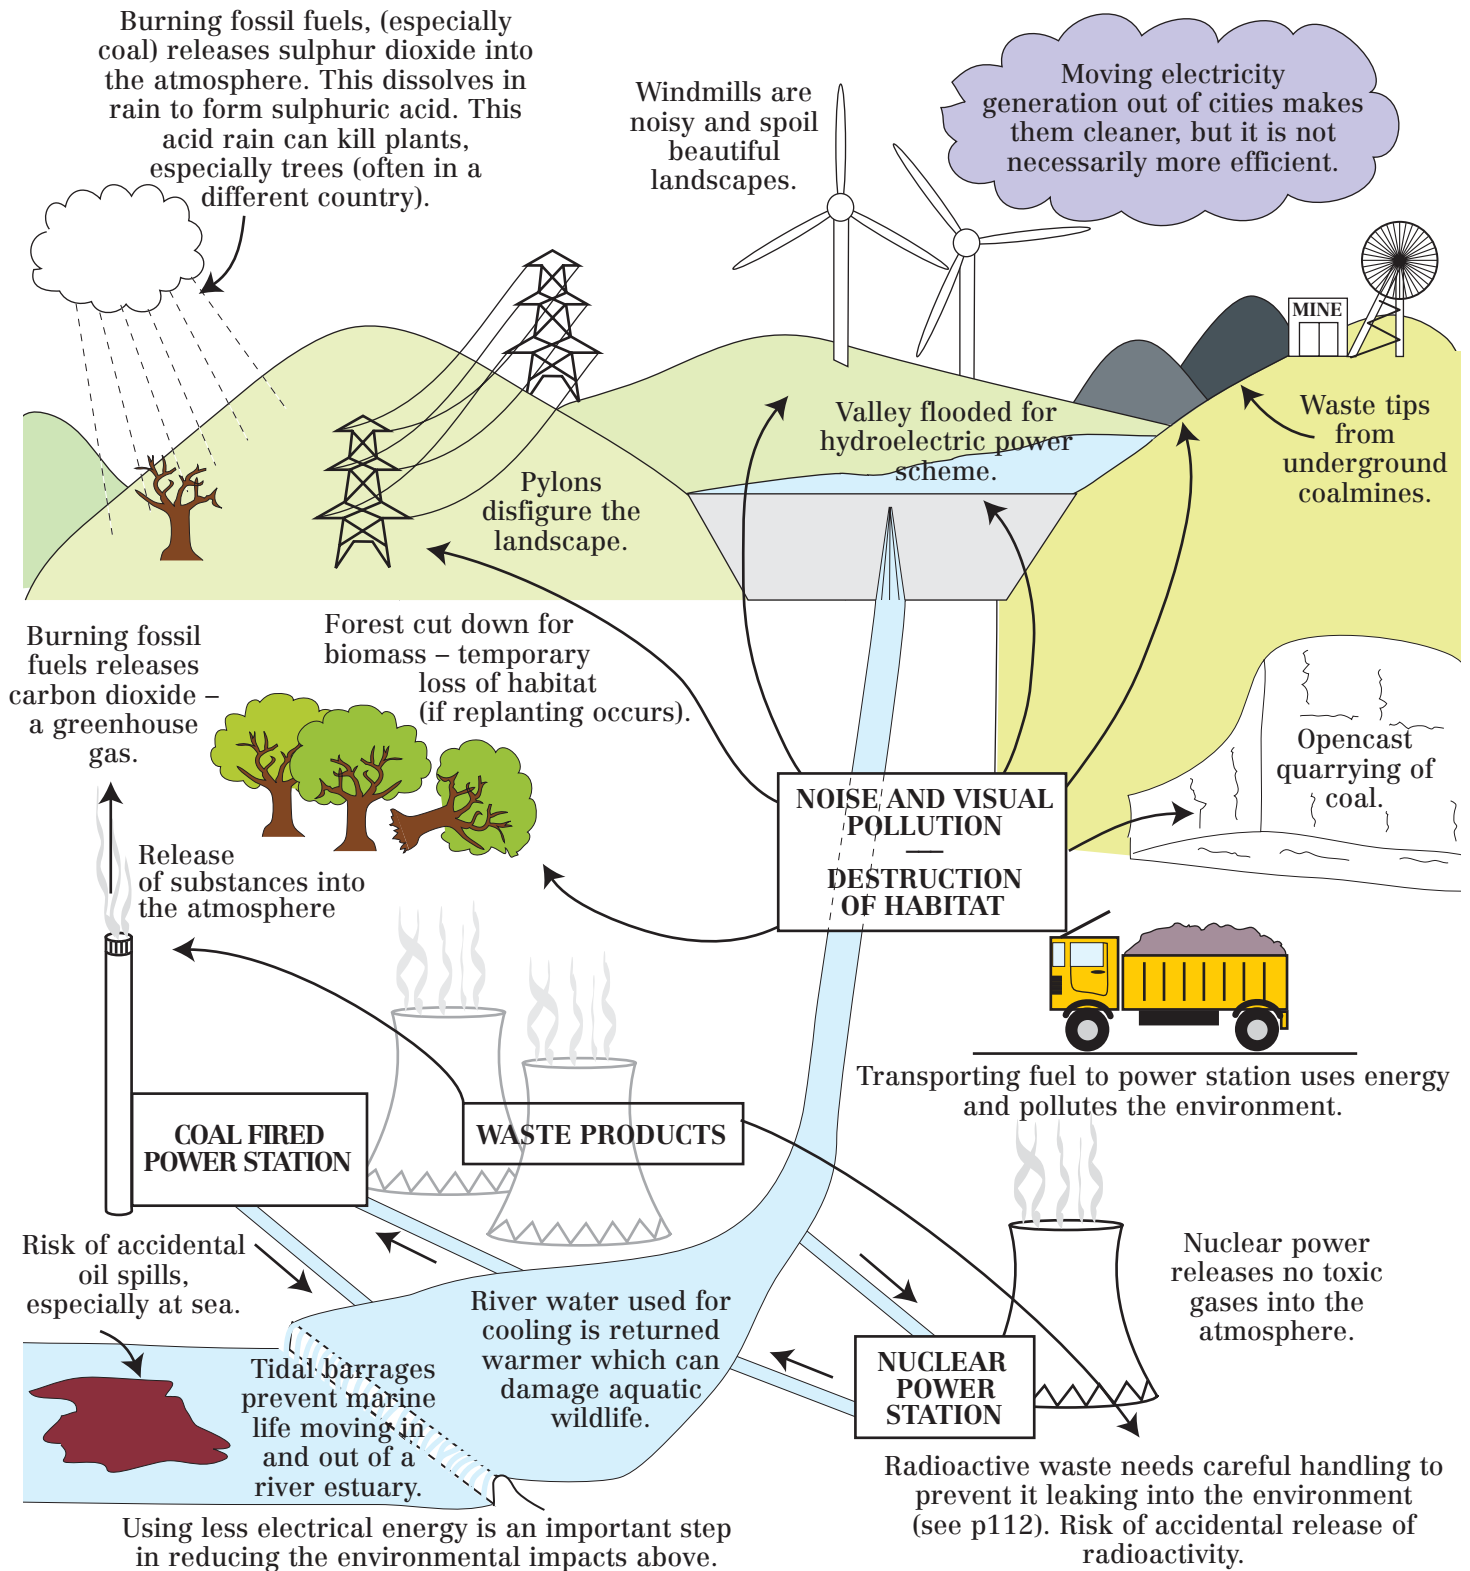 Burning fossil fuels, (especially
coal) releases sulphur dioxide into
the atmosphere. This dissolves in
rain to form sulphuric acid. This
acid rain can kill plants,
especially trees (often in a
different country).
Windmills are
noisy and spoil
beautiful
landscapes.
Moving electricity
generation out of cities makes
them cleaner, but it is not
necessarily more efficient.
MINE
Waste tips
from
underground
coalmines.
Valley flooded for
hydroelectric power
scheme.
Pylons
disfigure the
landscape.
Burning fossil
fuels releases
carbon dioxide –
a greenhouse
gas.
Forest cut down for
biomass – temporary
loss of habitat
(if replanting occurs).
Opencast
quarrying of
coal.
NOISE AND VISUAL
POLLUTION
DESTRUCTION
OF HABITAT
Release
of substances into
the atmosphere
Transporting fuel to power station uses energy
and pollutes the environment.
COAL FIRED
POWER STATION
WASTE PRODUCTS
Risk of accidental
oil spills,
especially at sea.
Nuclear power
releases no toxic
gases into the
atmosphere.
River water used for
cooling is returned
warmer which can
damage aquatic
wildlife.
Tidal barrages
prevent marine
life moving in
and out of a
river estuary.
NUCLEAR
POWER
STATION
Radioactive waste needs careful handling to
prevent it leaking into the environment
(see p112). Risk of accidental release of
radioactivity.
Using less electrical energy is an important step
in reducing the environmental impacts above.